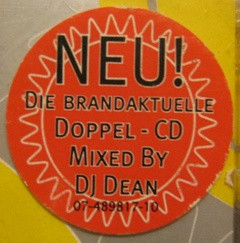 NEU!
DIE BRANDAKTUELLE
DOPPEL - CD
MIXED BY
DJ DEAN
07-489817-10